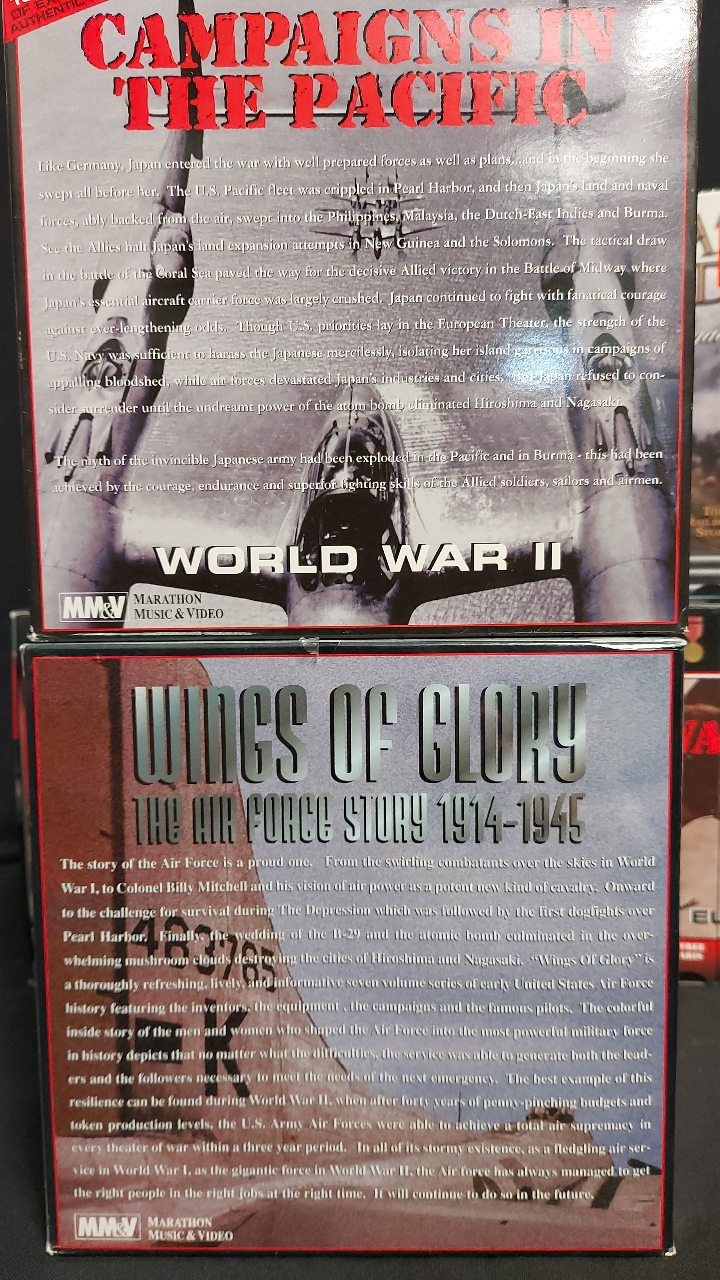 OF EX
AUTHENTIC
CAMPAIGNS IN
THE PACIFIC
Like Germany, Japan entered the war with well prepared forces as well as plans...and in the beginning she
swept all before her. The U.S. Pacific fleet was crippled in Pearl Harbor, and then Japan's land and naval
forces, ably backed from the air, swept into the Philippines, Malaysia, the Dutch-East Indies and Burma.
See the Allies halt Japan's land expansion attempts in New Guinea and the Solomons. The tactical draw
in the battle of the Coral Sea paved the way for the decisive Allied victory in the Battle of Midway where
Japan's essential aircraft carrier force was largely crushed. Japan continued to fight with fanatical courage
against ever-lengthening odds. Though U.S. priorities lay in the European Theater, the strength of the
U.S. Navy was sufficient to harass the Japanese mercilessly, isolating her island garrisons in campaigns of
appalling bloodshed, while air forces devastated Japan's industries and cities. But Japan refused to con-
sider surrender until the undreamt power of the atom bomb eliminated Hiroshima and Nagasaki.
The myth of the invincible Japanese army had been exploded in the Pacific and in Burma - this had been
achieved by the courage, endurance and superior fighting skills of the Allied soldiers, sailors and airmen.
WORLD WAR II
MM&V MARATHON
MUSIC & VIDEO
WINGS OF GLORY
THE AIR FORCE STORY 1914-1945
The story of the Air Force is a proud one. From the swirling combatants over the skies in World
War I, to Colonel Billy Mitchell and his vision of air power as a potent new kind of cavalry. Onward
to the challenge for survival during The Depression which was followed by the first dogfights over
Pearl Harbor. Finally, the wedding of the B-29 and the atomic bomb culminated in the over-
whelming mushroom clouds destroying the cities of Hiroshima and Nagasaki. "Wings Of Glory" is
a thoroughly refreshing, lively, and informative seven volume series of early United States Air Force
history featuring the inventors, the equipment , the campaigns and the famous pilots. The colorful
inside story of the men and women who shaped the Air Force into the most powerful military force
in history depicts that no matter what the difficulties, the service was able to generate both the lead-
ers and the followers necessary to meet the needs of the next emergency. The best example of this
resilience can be found during World War II, when after forty years of penny-pinching budgets and
token production levels, the U.S. Army Air Forces were able to achieve a total air supremacy in
every theater of war within a three year period. In all of its stormy existence, as a fledgling air ser-
vice in World War I, as the gigantic force in World War II, the Air force has always managed to get
the right people in the right jobs at the right time. It will continue to do so in the future.
MM&V MARATHON
MUSIC & VIDEO